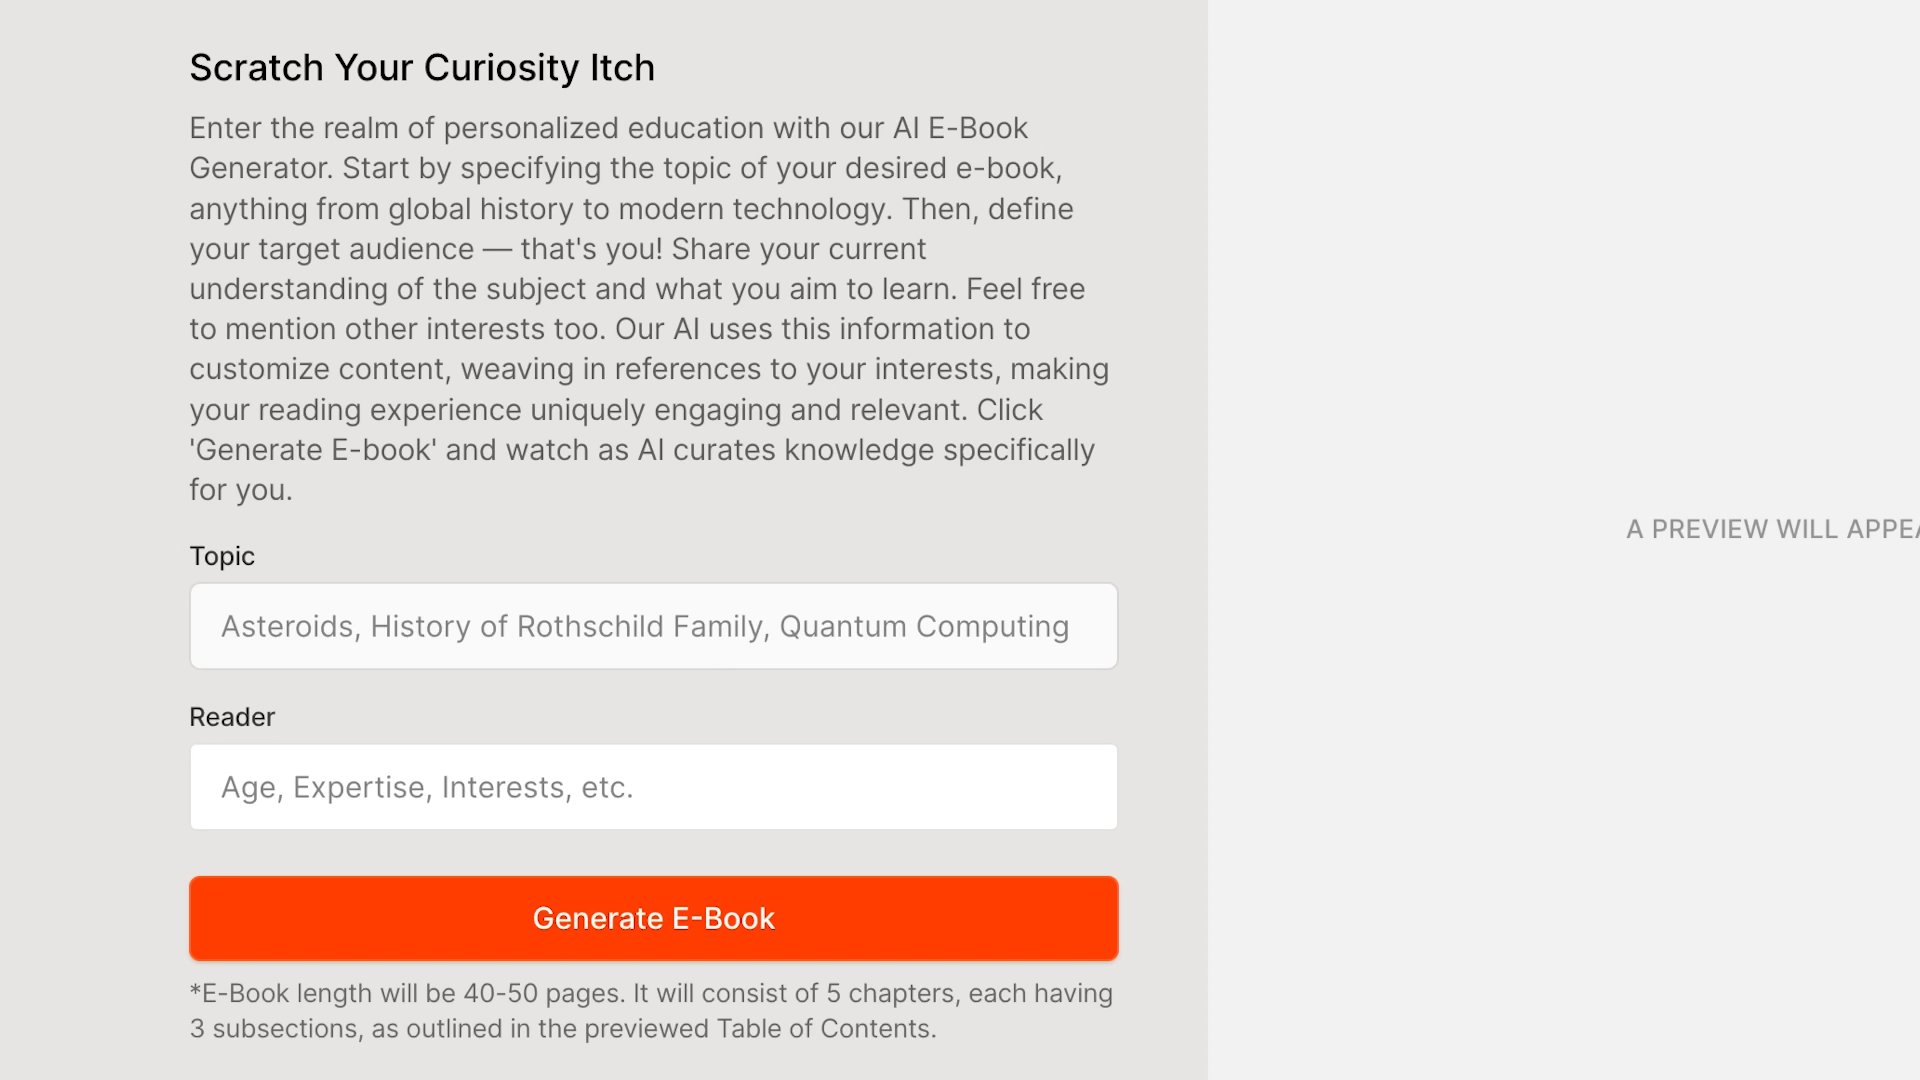 Scratch Your Curiosity Itch
Enter the realm of personalized education with our AI E-Book
Generator. Start by specifying the topic of your desired e-book,
anything from global history to modern technology. Then, define
your target audience — that's you! Share your current
understanding of the subject and what you aim to learn. Feel free
to mention other interests too. Our AI uses this information to
customize content, weaving in references to your interests, making
your reading experience uniquely engaging and relevant. Click
'Generate E-book' and watch as AI curates knowledge specifically
for you.
Topic
Asteroids, History of Rothschild Family, Quantum Computing
Reader
Age, Expertise, Interests, etc.
Generate E-Book
*E-Book length will be 40-50 pages. It will consist of 5 chapters, each having
3 subsections, as outlined in the previewed Table of Contents.
A PREVIEW WILL